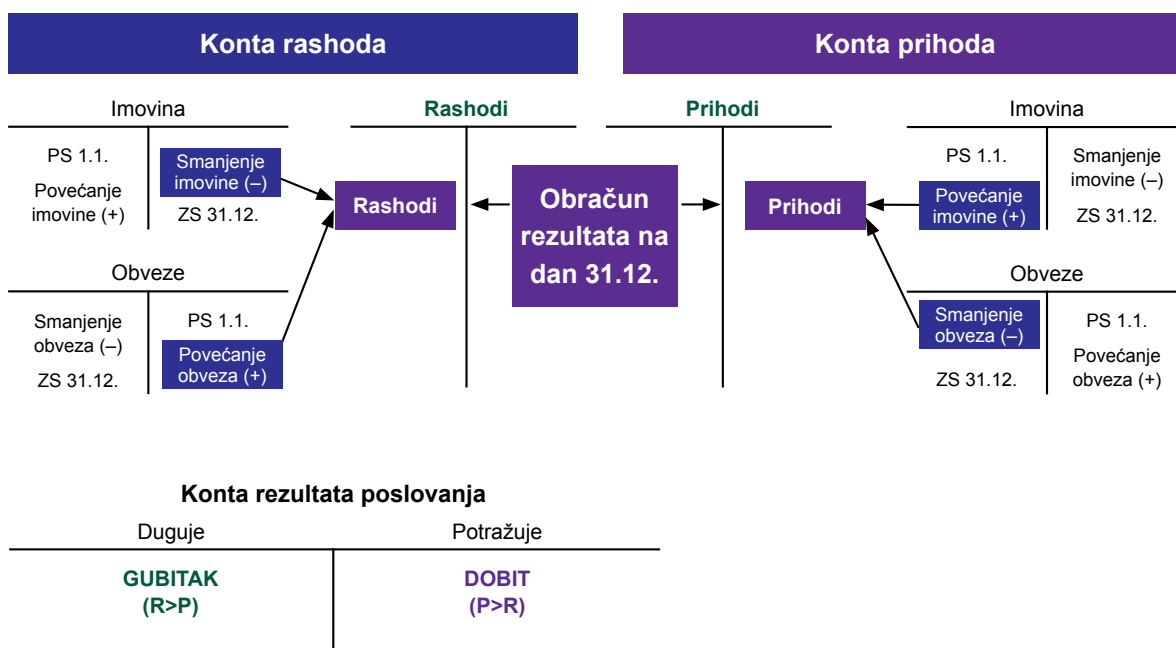 Konta rashoda
Konta prihoda
Imovina
PS 1.1.
Povećanje
imovine (+)
Smanjenje
imovine (–)
ZS 31.12.
Obveze
Smanjenje
obveza (–)
ZS 31.12.
PS 1.1.
Povećanje
obveza (+)
Rashodi
Rashodi
Obračun
rezultata na
dan 31.12.
Prihodi
Prihodi
Imovina
PS 1.1.
Povećanje
imovine (+)
Smanjenje
imovine (–)
ZS 31.12.
Obveze
Smanjenje
obveza (–)
ZS 31.12.
PS 1.1.
Povećanje
obveza (+)
Konta rezultata poslovanja
Duguje
Potražuje
GUBITAK
(R>P)
DOBIT
(P>R)